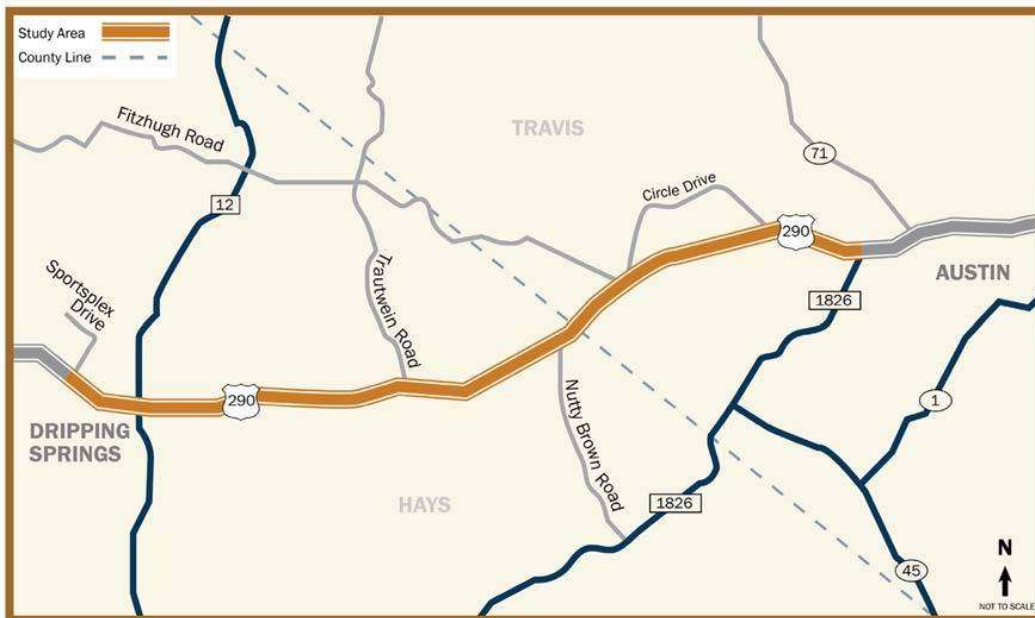 Study Area
County Line
Fitzhugh Road
TRAVIS
71
Circle Drive
12
290
AUSTIN
Sportsplex
Drive
Trautwein Road
1826
290
1
DRIPPING
SPRINGS
Nutty Brown Road
HAYS
1826
N
45
NOT TO SCALE